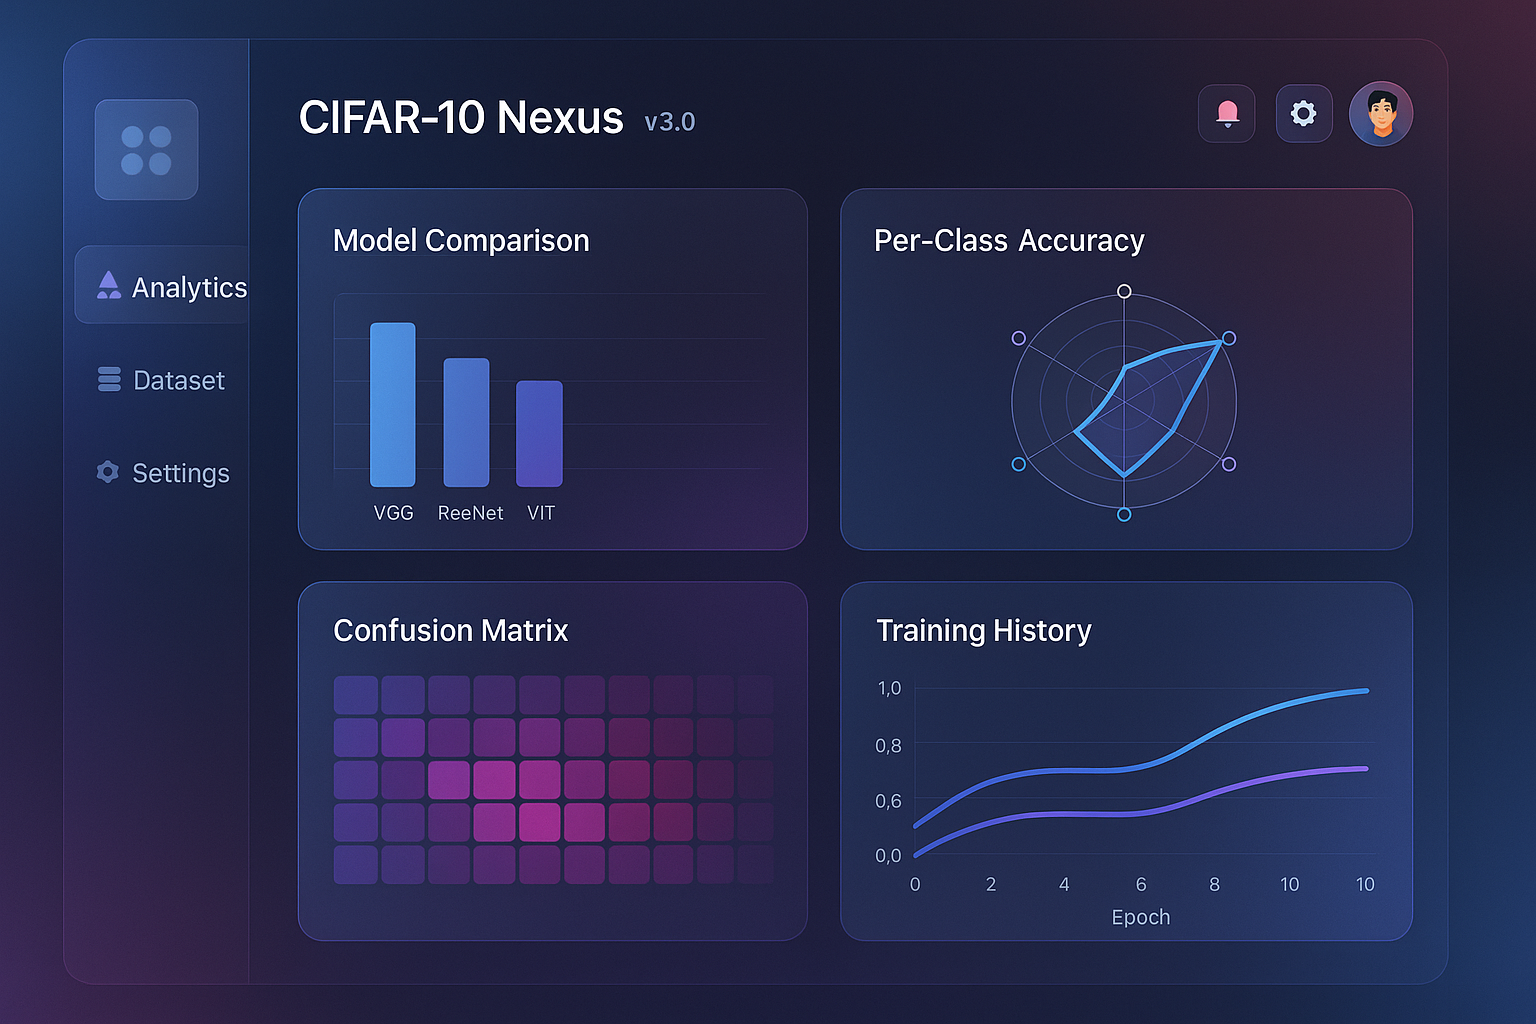 CIFAR-10 Nexus v3.0
Analytics
Dataset
Settings
Model Comparison
VGG ReeNet VIT
Per-Class Accuracy
Confusion Matrix
Training History
1,0
0,8
0,6
0,0
0 2 4 6 8 10 10
Epoch